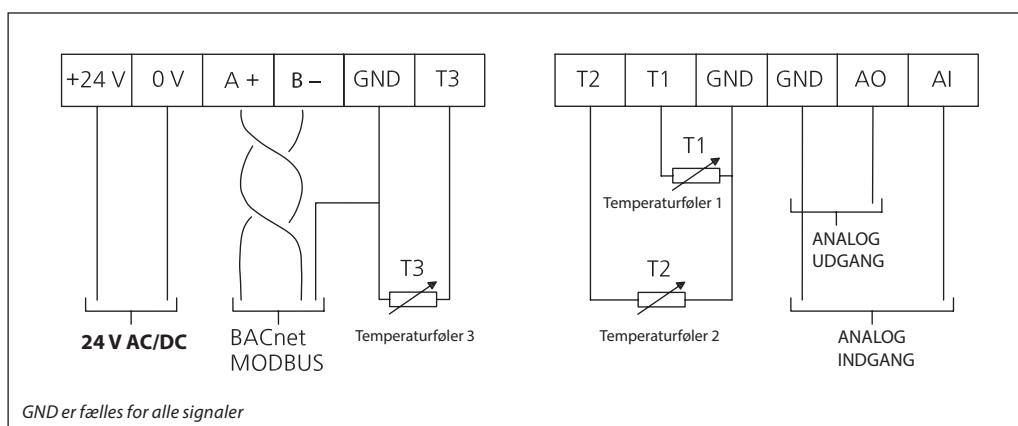 +24 V 0 V A + B – GND T3
T2 T1 GND GND AO AI
T1
Temperaturføler 1
ANALOG
UDGANG
T3
T2
24 V AC/DC
BACnet
MODBUS
Temperaturføler 3
Temperaturføler 2
ANALOG
INDGANG
GND er fælles for alle signaler